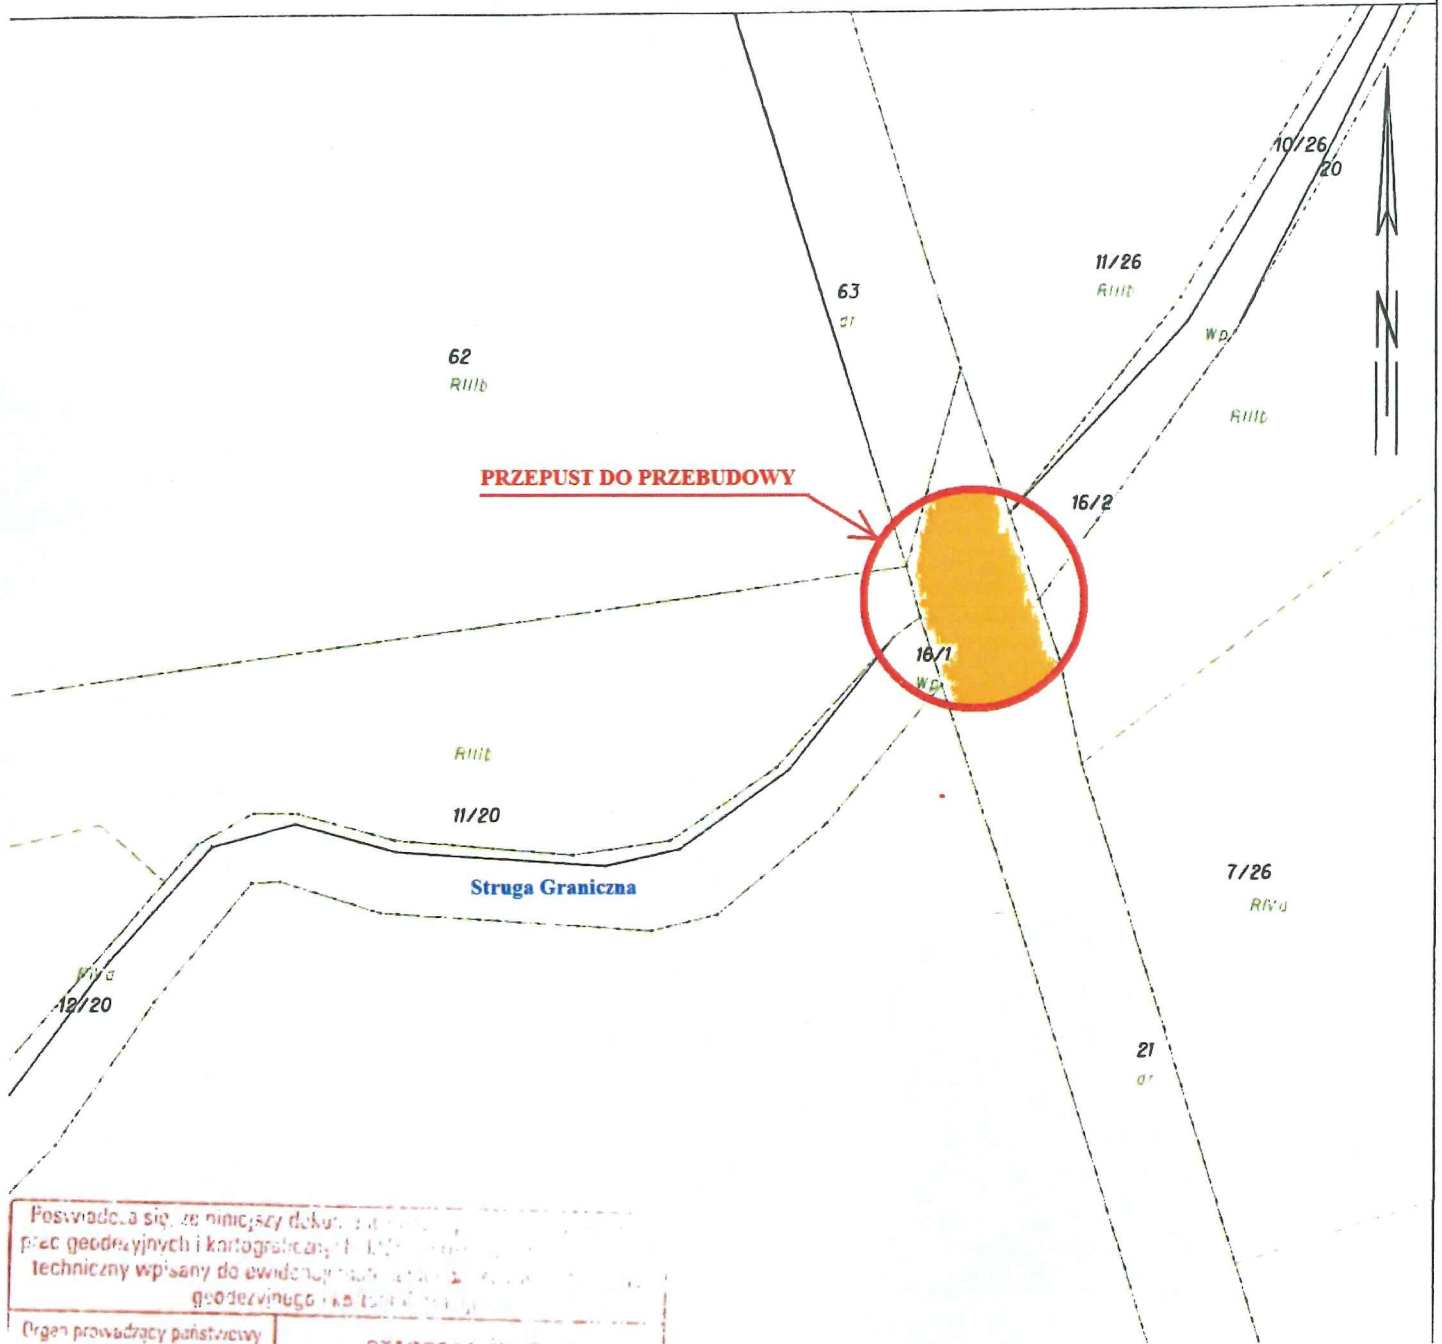 10/26
20
11/26
RIIIb
63
dr
Wp
62
RIIIb
RIIIb
N
PRZEPUST DO PRZEBUDOWY
16/2
16/1
Wp
RIIIb
11/20
Struga Graniczna
7/26
RIVa
RIVa
12/20
21
dr
Poświadcza się, że niniejszy
prac geodezyjnych i kartograficznych
techniczny wpisany do ewidencji
geodezyjnego i
Organ prowadzący państwowy